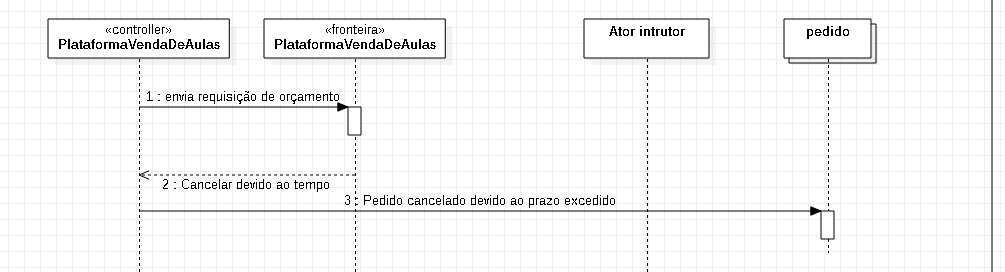 «controller»
PlataformaVendaDeAulas
«fronteira»
PlataformaVendaDeAulas
Ator intrutor
pedido
1 : envia requisição de orçamento
2 : Cancelar devido ao tempo
3 : Pedido cancelado devido ao prazo excedido